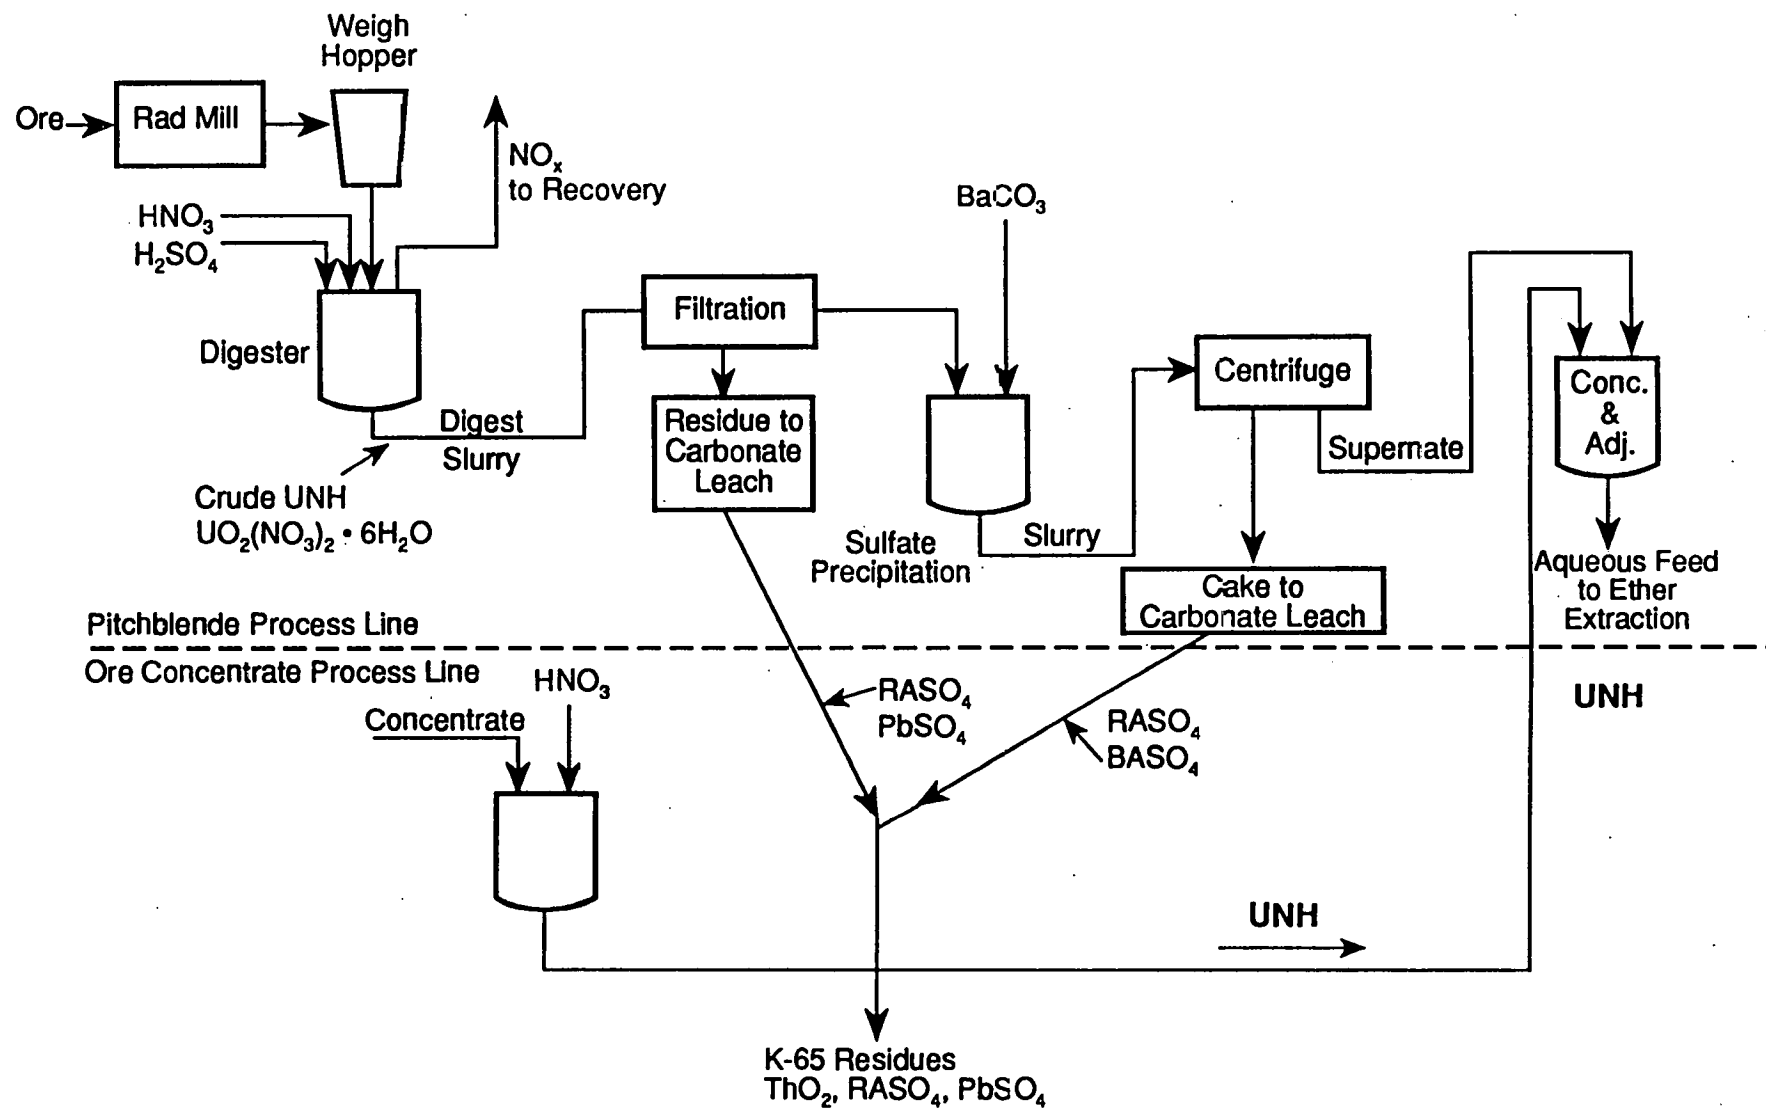 Weigh
Hopper
Ore
Rad Mill
NOₓ
to Recovery
HNO₃
H₂SO₄
BaCO₃
Digester
Filtration
Centrifuge
Conc.
&
Adj.
Digest
Slurry
Residue to
Carbonate
Leach
Supernate
Crude UNH
UO₂(NO₃)₂ • 6H₂O
Sulfate
Precipitation
Slurry
Cake to
Carbonate Leach
Aqueous Feed
to Ether
Extraction
Pitchblende Process Line
Ore Concentrate Process Line
HNO₃
Concentrate
RASO₄
PbSO₄
RASO₄
BASO₄
UNH
UNH
K-65 Residues
ThO₂, RASO₄, PbSO₄